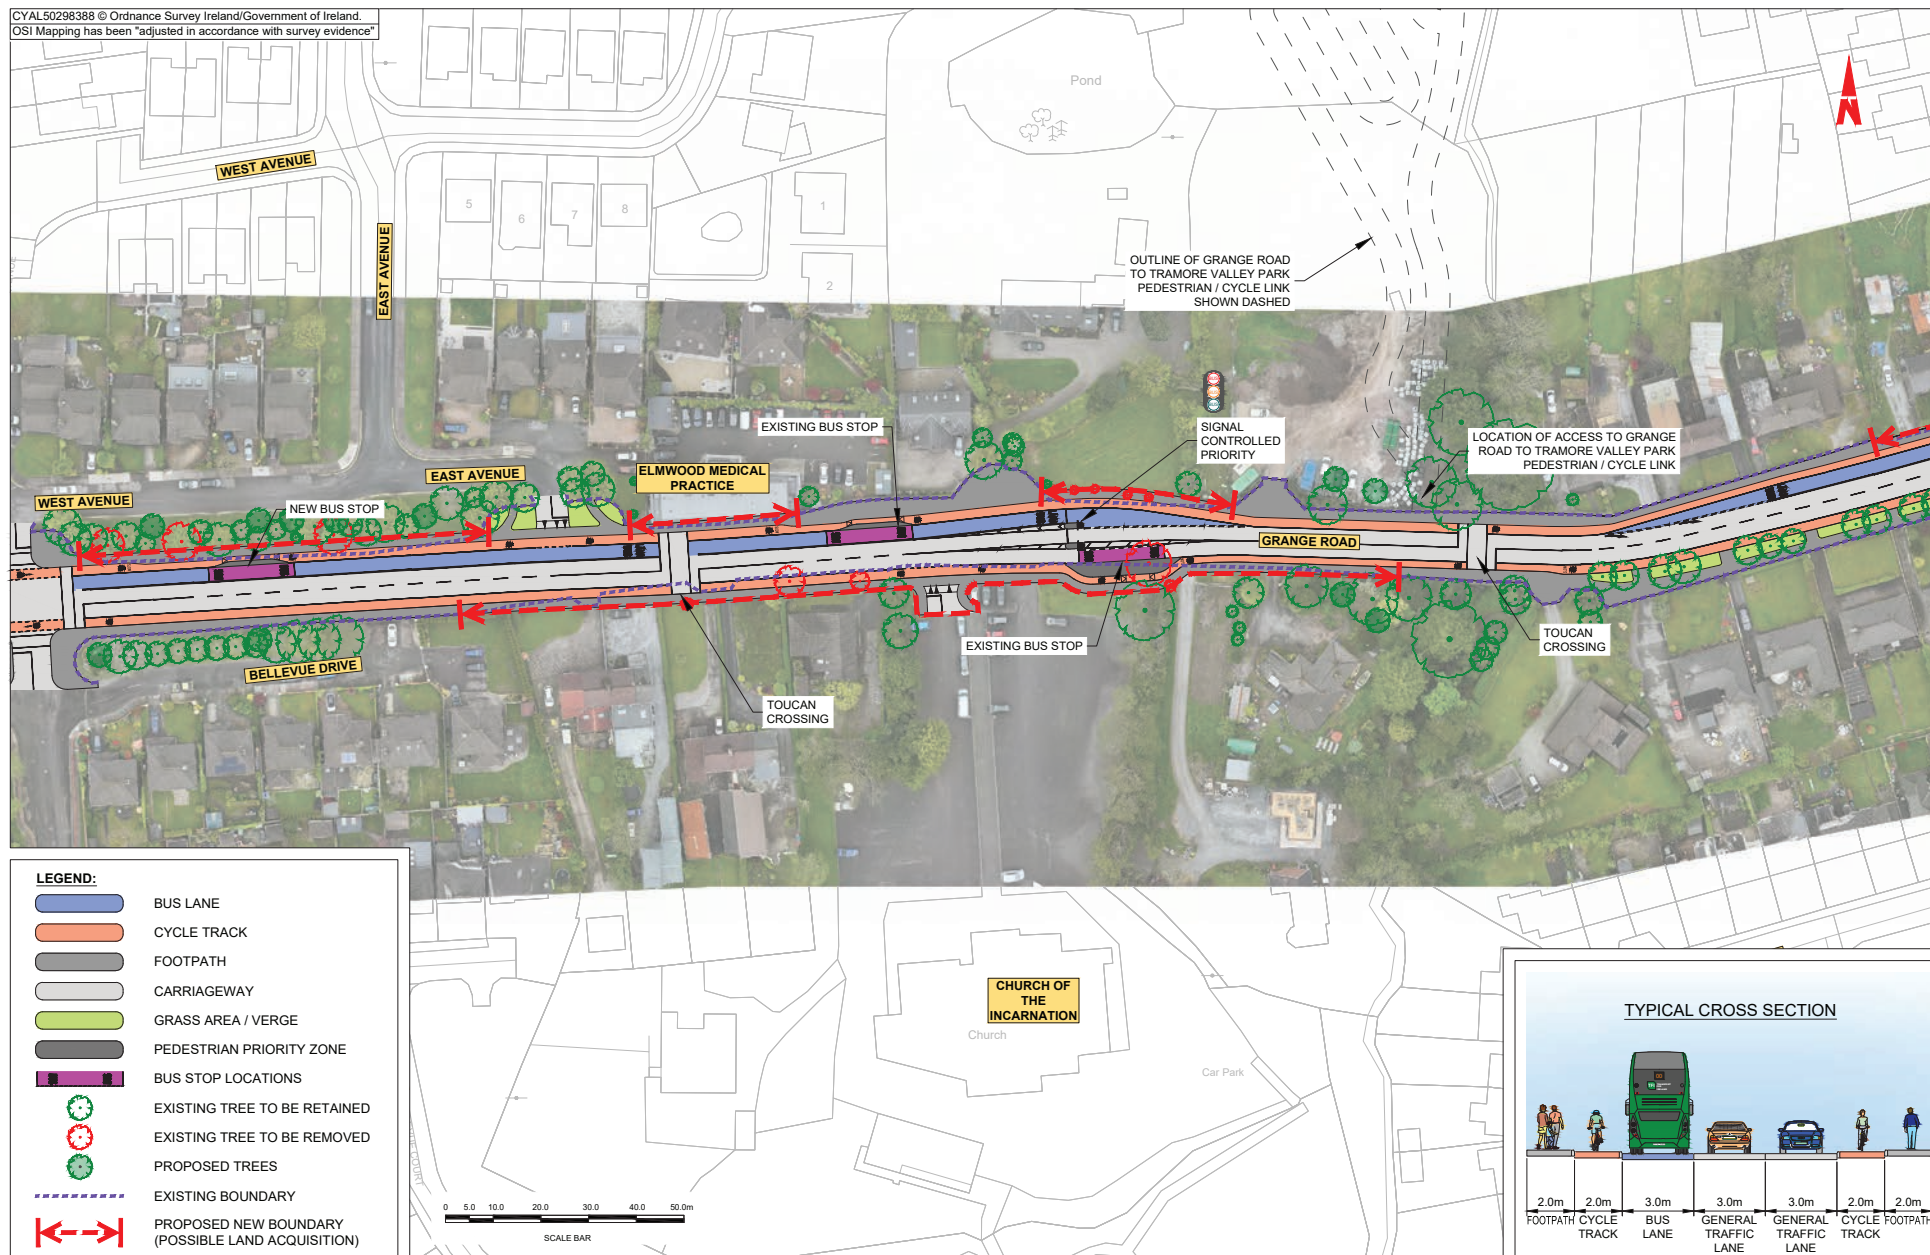 CYAL50298388 © Ordnance Survey Ireland/Government of Ireland.
OSI Mapping has been "adjusted in accordance with survey evidence"
Pond
N
WEST AVENUE
EAST AVENUE
5
6
7
8
1
2
OUTLINE OF GRANGE ROAD
TO TRAMORE VALLEY PARK
PEDESTRIAN / CYCLE LINK
SHOWN DASHED
EXISTING BUS STOP
SIGNAL
CONTROLLED
PRIORITY
LOCATION OF ACCESS TO GRANGE
ROAD TO TRAMORE VALLEY PARK
PEDESTRIAN / CYCLE LINK
WEST AVENUE
EAST AVENUE
ELMWOOD MEDICAL
PRACTICE
NEW BUS STOP
GRANGE ROAD
BELLEVUE DRIVE
EXISTING BUS STOP
TOUCAN
CROSSING
TOUCAN
CROSSING
CHURCH OF
THE
INCARNATION
Church
Car Park
LEGEND:
BUS LANE
CYCLE TRACK
FOOTPATH
CARRIAGEWAY
GRASS AREA / VERGE
PEDESTRIAN PRIORITY ZONE
BUS STOP LOCATIONS
EXISTING TREE TO BE RETAINED
EXISTING TREE TO BE REMOVED
PROPOSED TREES
EXISTING BOUNDARY
PROPOSED NEW BOUNDARY
(POSSIBLE LAND ACQUISITION)
0 5.0 10.0 20.0 30.0 40.0 50.0m
SCALE BAR
TYPICAL CROSS SECTION
2.0m 2.0m 3.0m 3.0m 3.0m 2.0m 2.0m
FOOTPATH CYCLE TRACK BUS LANE GENERAL TRAFFIC LANE GENERAL TRAFFIC LANE CYCLE TRACK FOOTPATH